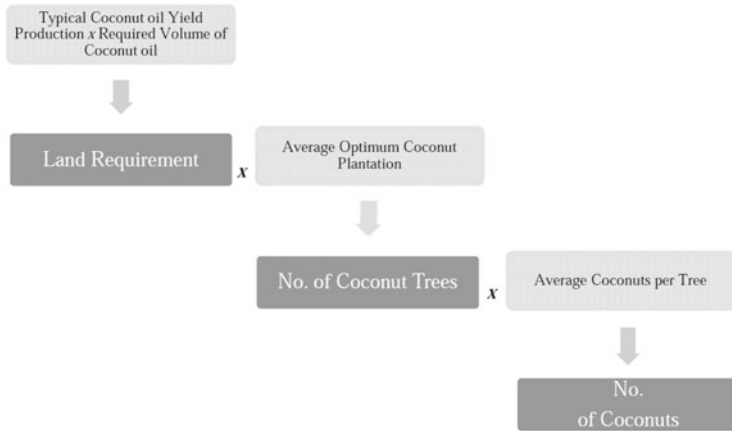 Typical Coconut oil Yield
Production x Required Volume of
Coconut oil
Land Requirement
x
Average Optimum Coconut
Plantation
No. of Coconut Trees
x
Average Coconuts per Tree
No.
of Coconuts